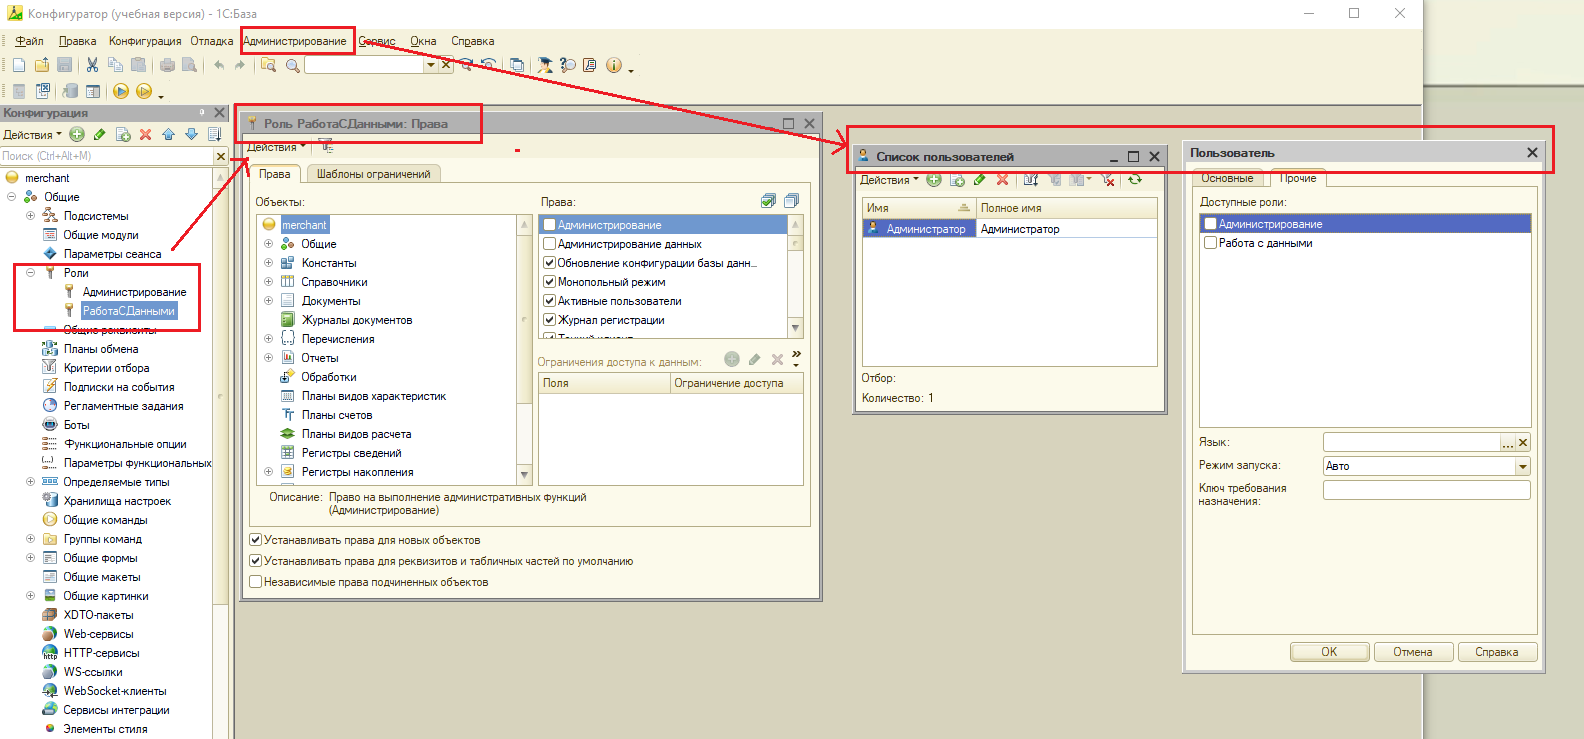 Конфигуратор (учебная версия) - 1С:База
Файл Правка Конфигурация Отладка Администрирование Сервис Окна Справка
Конфигурация
Действия
Поиск (Ctrl+Alt+M)
merchant
Общие
Подсистемы
Общие модули
Параметры сеанса
Роли
Администрирование
РаботаСДанными
Общие реквизиты
Планы обмена
Критерии отбора
Подписки на события
Регламентные задания
Боты
Функциональные опции
Параметры функциональных
Определяемые типы
Хранилища настроек
Общие команды
Группы команд
Общие формы
Общие макеты
Общие картинки
XDTO-пакеты
Web-сервисы
HTTP-сервисы
WS-ссылки
WebSocket-клиенты
Сервисы интеграции
Элементы стиля
Роль РаботаСДанными: Права
Действия
Права Шаблоны ограничений
Объекты:
merchant
Общие
Константы
Справочники
Документы
Журналы документов
Перечисления
Отчеты
Обработки
Планы видов характеристик
Планы счетов
Планы видов расчета
Регистры сведений
Регистры накопления
Права:
Администрирование
Администрирование данных
Обновление конфигурации базы данн...
Монопольный режим
Активные пользователи
Журнал регистрации
Тонкий клиент
Ограничения доступа к данным:
Поля Ограничение доступа
Описание: Право на выполнение административных функций
(Администрирование)
Устанавливать права для новых объектов
Устанавливать права для реквизитов и табличных частей по умолчанию
Независимые права подчиненных объектов
Список пользователей
Действия
Имя Полное имя
Администратор Администратор
Отбор:
Количество: 1
Пользователь
Основные Прочие
Доступные роли:
Администрирование
Работа с данными
Язык:
Режим запуска: Авто
Ключ требования
назначения:
OK Отмена Справка